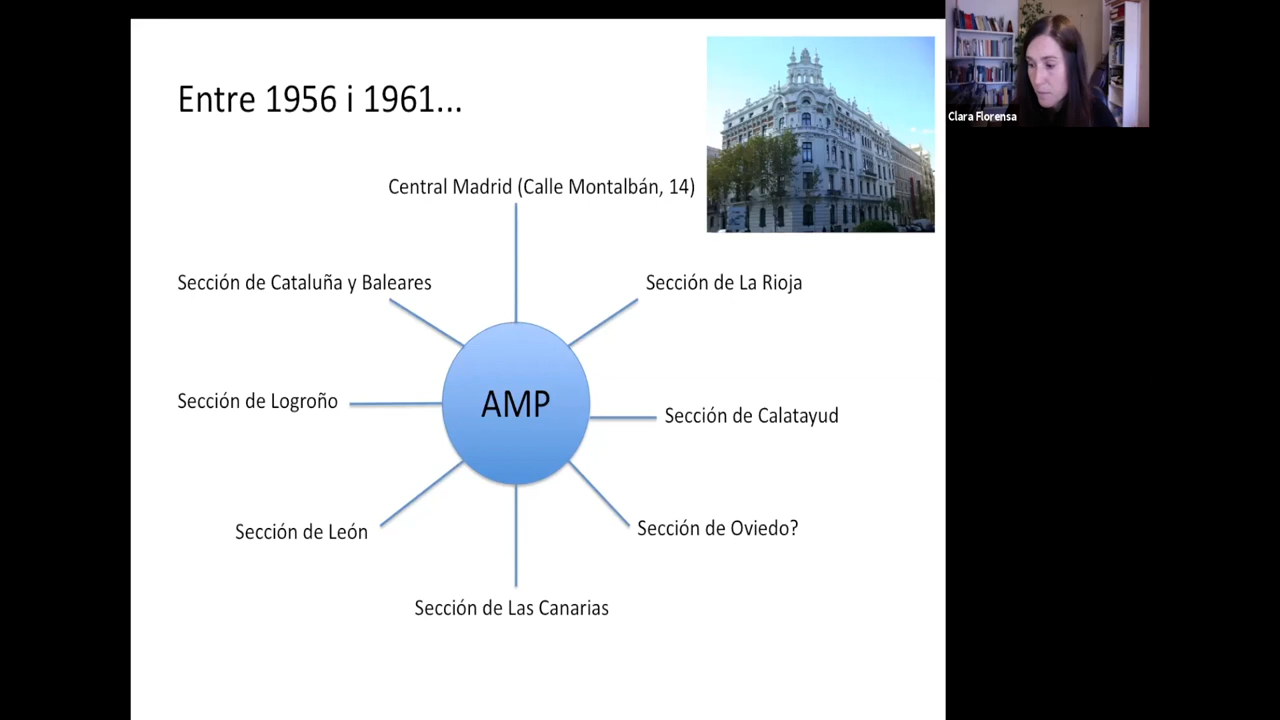 Entre 1956 i 1961...
Clara Florensa
Central Madrid (Calle Montalbán, 14)
Sección de Cataluña y Baleares
Sección de La Rioja
Sección de Logroño
AMP
Sección de Calatayud
Sección de León
Sección de Oviedo?
Sección de Las Canarias